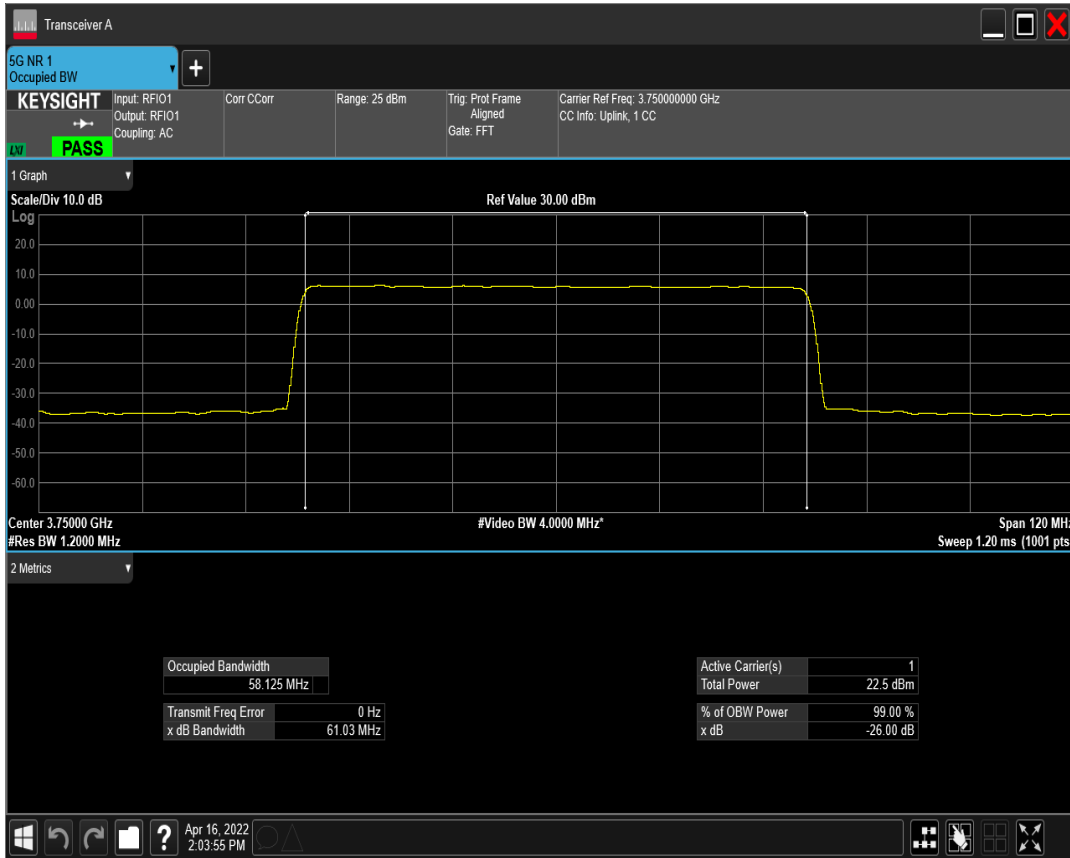 Transceiver A
5G NR 1
Occupied BW
+
KEYSIGHT
LXI
PASS
Input: RFIO1
Output: RFIO1
Coupling: AC
Corr CCorr
Range: 25 dBm
Trig: Prot Frame
Aligned
Gate: FFT
Carrier Ref Freq: 3.750000000 GHz
CC Info: Uplink, 1 CC
1 Graph
Scale/Div 10.0 dB
Ref Value 30.00 dBm
Log
20.0
10.0
0.00
-10.0
-20.0
-30.0
-40.0
-50.0
-60.0
Center 3.75000 GHz
#Video BW 4.0000 MHz*
Span 120 MHz
#Res BW 1.2000 MHz
Sweep 1.20 ms (1001 pts
2 Metrics
Occupied Bandwidth
58.125 MHz
Transmit Freq Error 0 Hz
x dB Bandwidth 61.03 MHz
Active Carrier(s) 1
Total Power 22.5 dBm
% of OBW Power 99.00 %
x dB -26.00 dB
?
Apr 16, 2022
2:03:55 PM